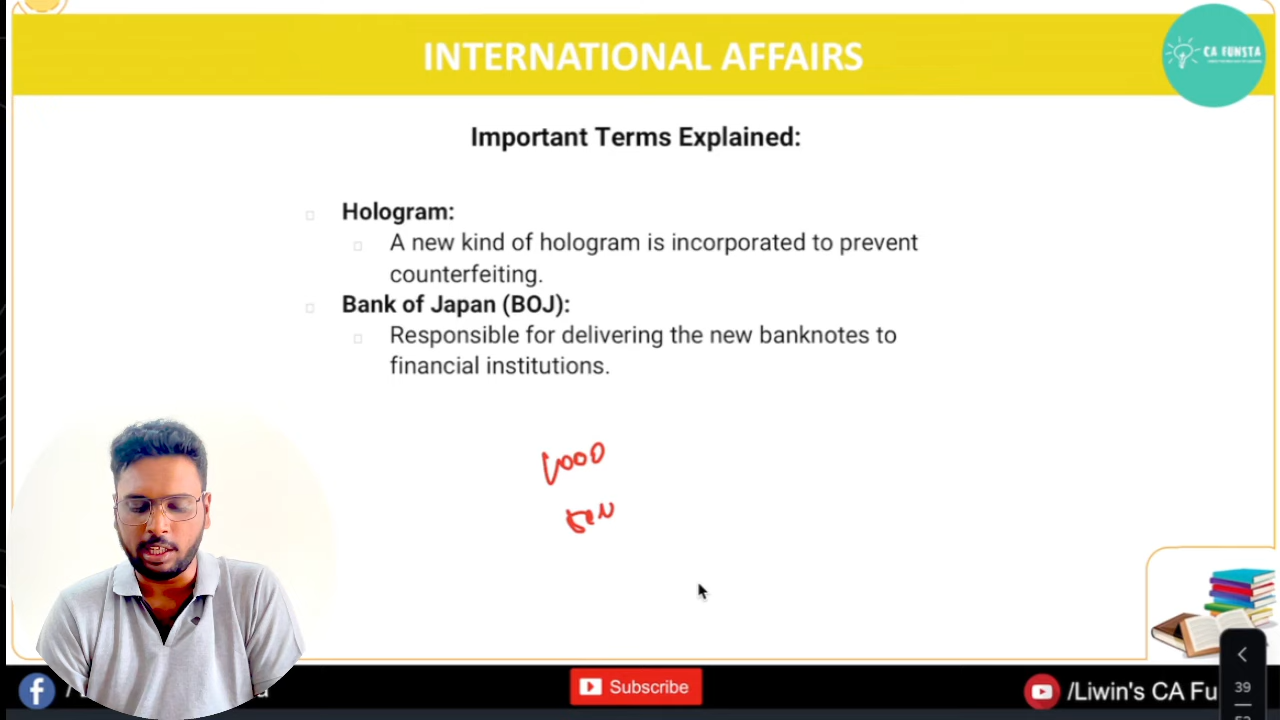 INTERNATIONAL AFFAIRS
CA FUNSTA
Important Terms Explained:
Hologram:
A new kind of hologram is incorporated to prevent
counterfeiting.
Bank of Japan (BOJ):
Responsible for delivering the new banknotes to
financial institutions.
Subscribe
/Liwin's CA Fu
39